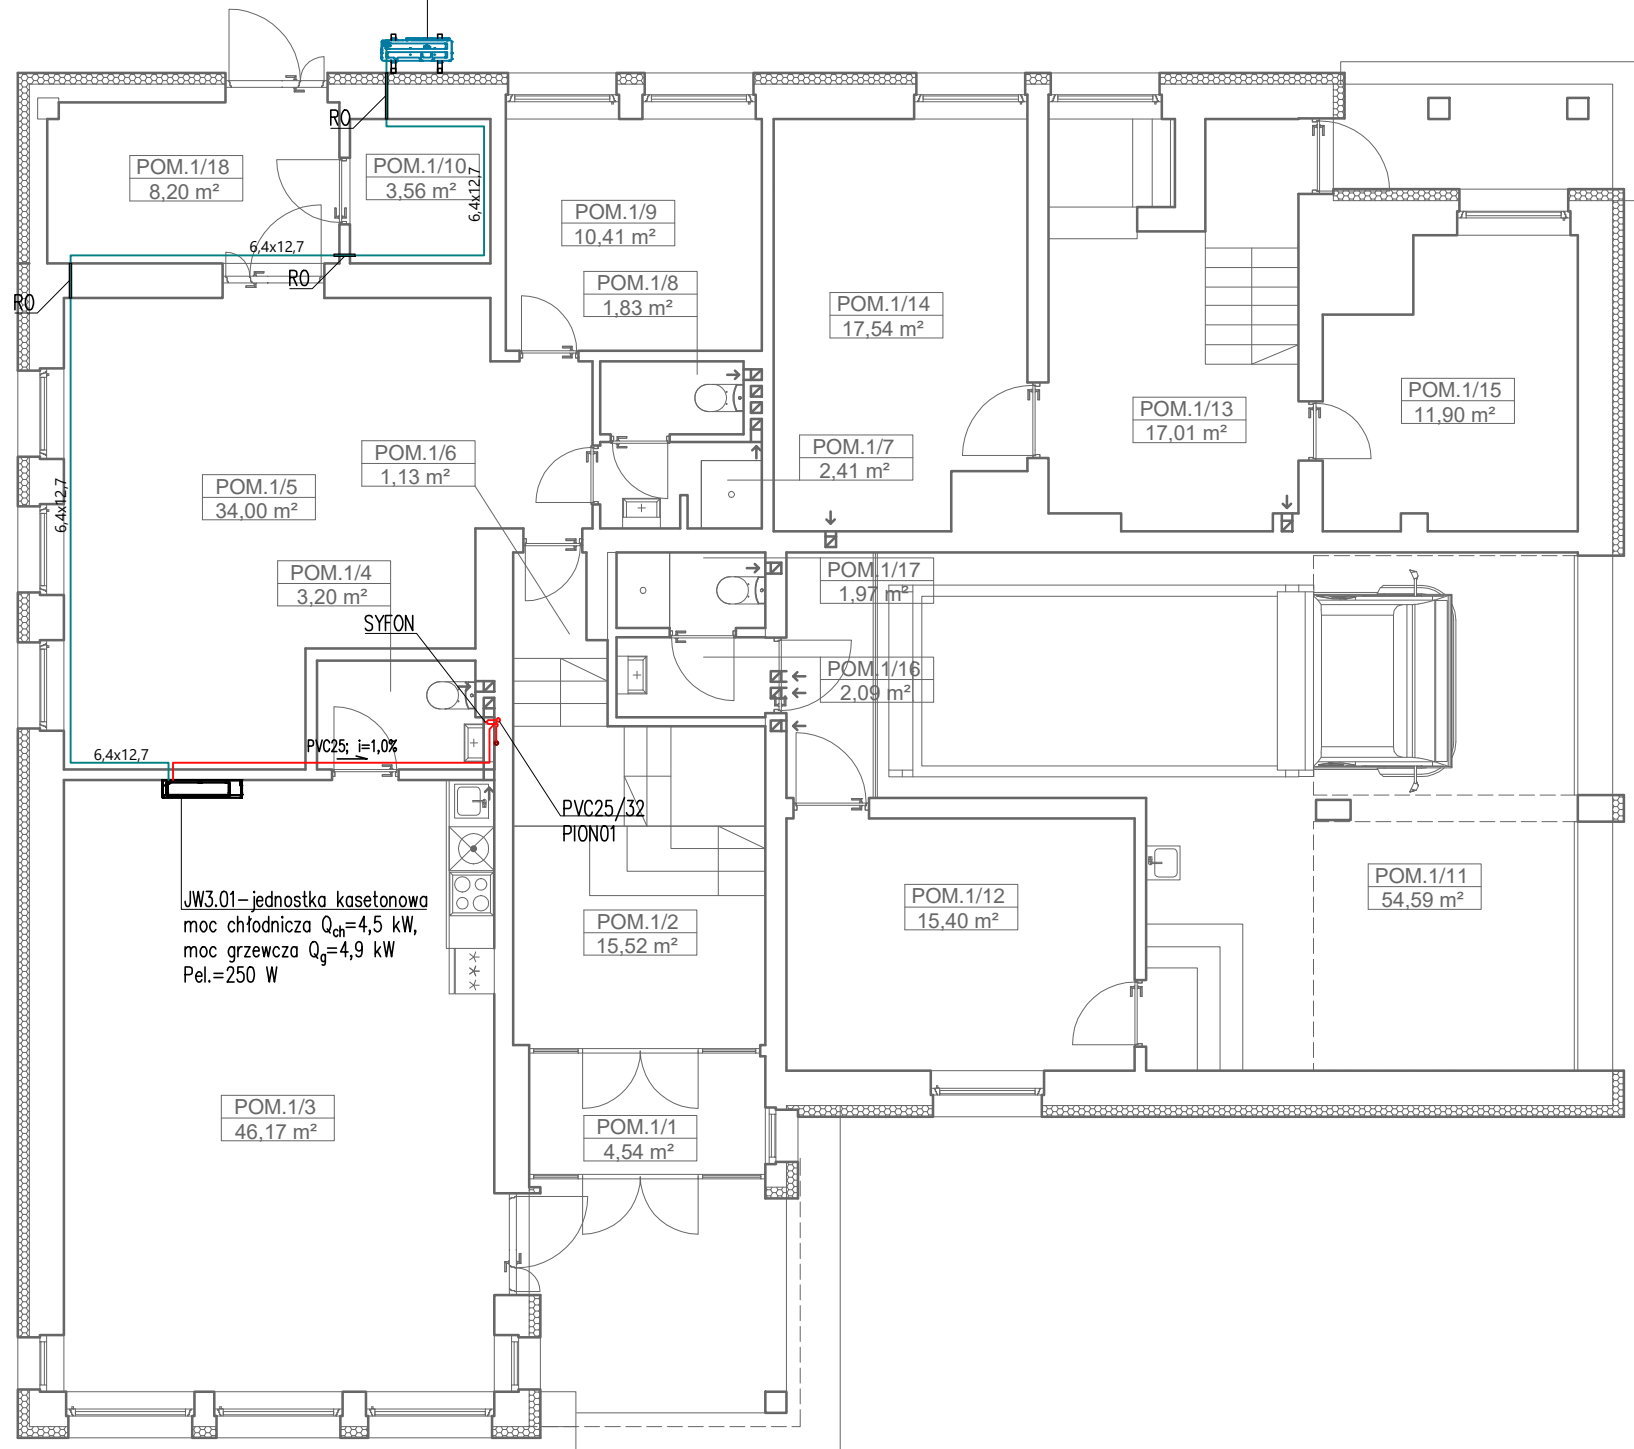 RO
POM.1/18
8,20 m²
POM.1/10
3,56 m²
6,4x12,7
6,4x12,7
RO
RO
POM.1/9
10,41 m²
POM.1/8
1,83 m²
POM.1/14
17,54 m²
POM.1/13
17,01 m²
POM.1/15
11,90 m²
POM.1/6
1,13 m²
POM.1/7
2,41 m²
POM.1/5
34,00 m²
6,4x12,7
POM.1/4
3,20 m²
SYFON
POM.1/17
1,97 m²
POM.1/16
2,09 m²
6,4x12,7
PVC25; i=1,0%
PVC25/32
PION01
JW3.01-jednostka kasetonowa
moc chłodnicza Qch=4,5 kW,
moc grzewcza Qg=4,9 kW
Pel.=250 W
POM.1/2
15,52 m²
POM.1/12
15,40 m²
POM.1/11
54,59 m²
POM.1/3
46,17 m²
POM.1/1
4,54 m²